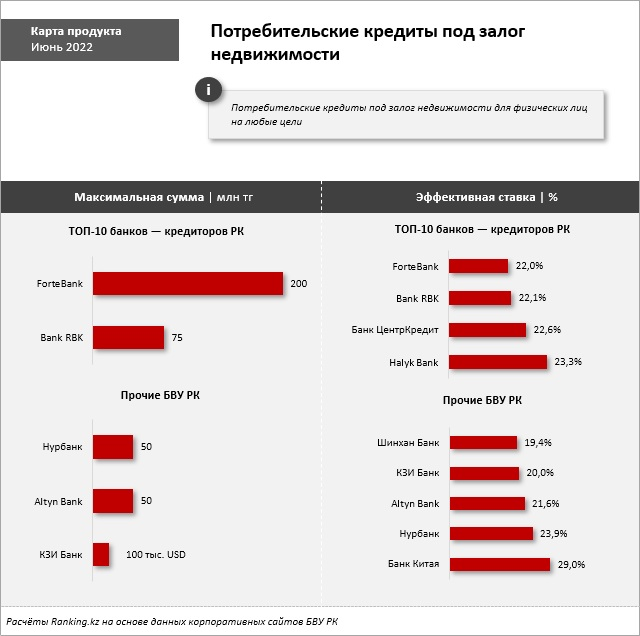 Карта продукта
Июнь 2022
Потребительские кредиты под залог
недвижимости
i
Потребительские кредиты под залог недвижимости для физических лиц
на любые цели
Максимальная сумма | млн тг
Эффективная ставка | %
ТОП-10 банков — кредиторов РК
ForteBank
200
Bank RBK
75
Прочие БВУ РК
Нурбанк
50
Altyn Bank
50
КЗИ Банк
100 тыс. USD
ТОП-10 банков — кредиторов РК
ForteBank
22,0%
Bank RBK
22,1%
Банк ЦентрКредит
22,6%
Halyk Bank
23,3%
Прочие БВУ РК
Шинхан Банк
19,4%
КЗИ Банк
20,0%
Altyn Bank
21,6%
Нурбанк
23,9%
Банк Китая
29,0%
Расчёты Ranking.kz на основе данных корпоративных сайтов БВУ РК